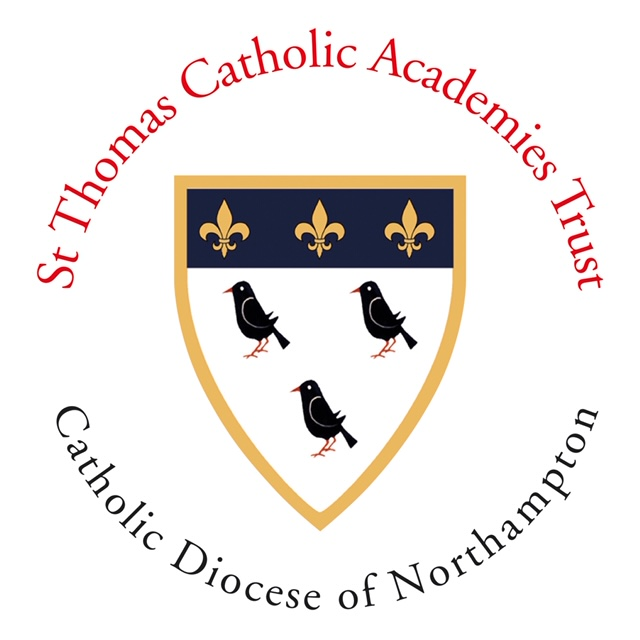 St Thomas Catholic Academies Trust
Catholic Diocese of Northampton